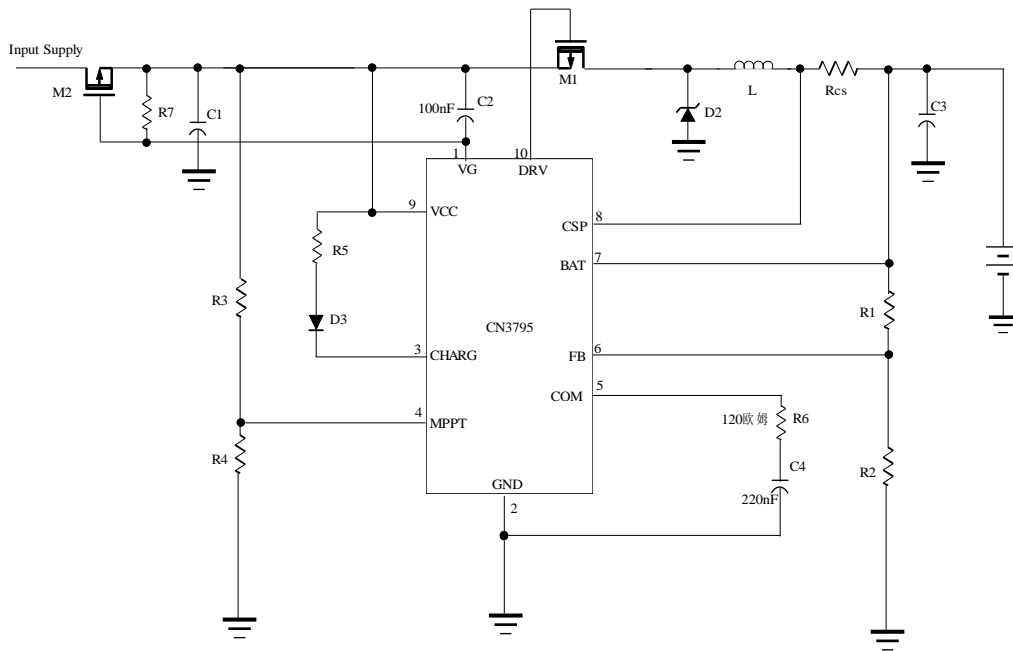 Input Supply
M2
R7
C1
100nF
C2
M1
L
Rcs
D2
C3
1
VG
10
DRV
9
VCC
R5
D3
CSP
8
BAT
7
R3
CN3795
R1
3
CHARG
FB
6
COM
5
4
MPPT
120欧姆
R6
R4
C4
220nF
R2
GND
2